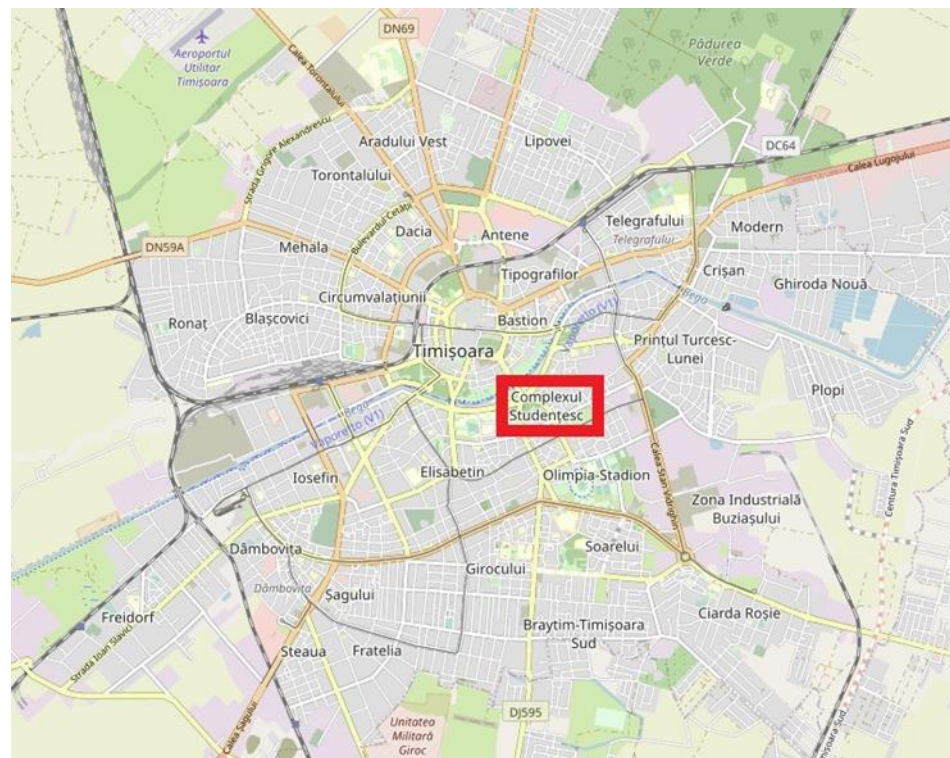 DN69
Aeroportul
Utilitar
Timișoara
Calea Torontalului
Pădurea
Verde
Strada Grigore Alexandrescu
Aradului Vest
Lipovei
DC64
Calea Lugojului
Torontalului
Bulevardul Cetății
Dacia
Antene
Telegrafului
Telegrafului
Modern
DN59A
Mehala
Tipografilor
Crișan
Ghiroda Nouă
Circumvalațiunii
Bega
Ronaț
Blașcovici
Bastion
Vaporetto (V1)
Timișoara
Prințul Turcesc-
Lunei
Plopi
Complexul
Studențesc
Bega
Vaporetto (V1)
Calea Stan Vidrighin
Centura Timișoara Sud
Iosefin
Elisabetin
Olimpia-Stadion
Zona Industrială
Buziașului
Dâmbovița
Soarelui
Girocului
Dâmbovița
Șagului
Freidorf
Ciarda Roșie
Strada Ioan Slavici
Braytim-Timișoara
Sud
Steaua
Fratelia
Calea Șagului
DJ595
Unitatea
Militară
Giroc
mișoara Sud